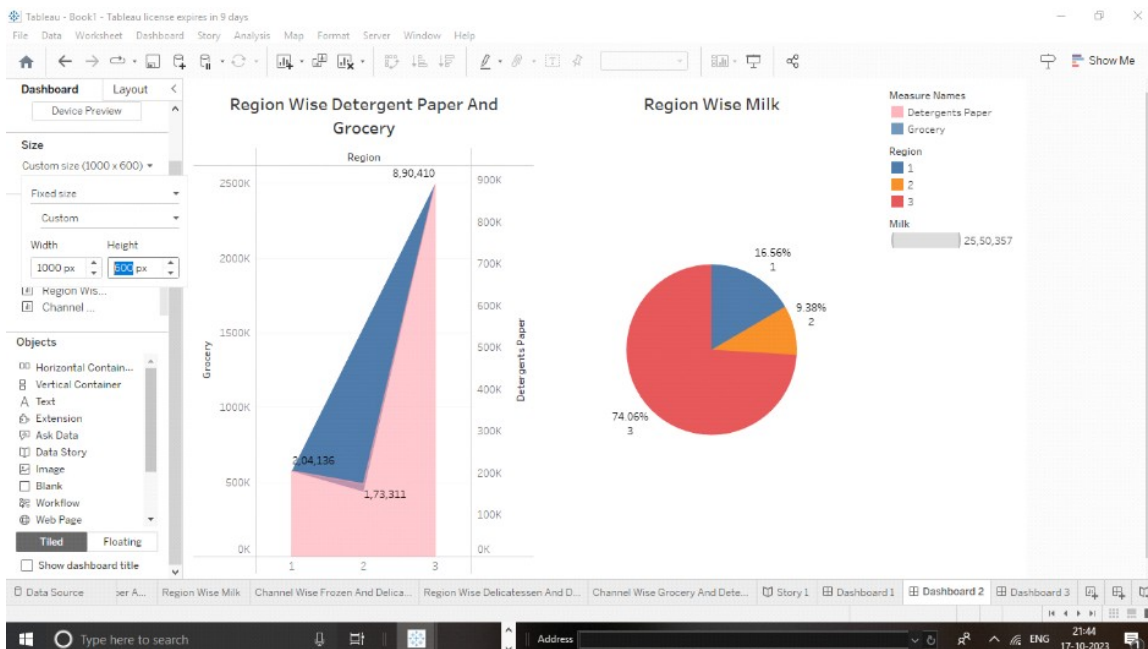 Tableau - Book1 - Tableau license expires in 9 days
File Data Worksheet Dashboard Story Analysis Map Format Server Window Help
Show Me
Dashboard Layout
Device Preview
Size
Custom size (1000 x 600)
Fixed size
Custom
Width Height
1000 px 600 px
Region Wis...
Channel ...
Objects
Horizontal Contain...
Vertical Container
Text
Extension
Ask Data
Data Story
Image
Blank
Workflow
Web Page
Tiled Floating
Show dashboard title
Region Wise Detergent Paper And
Grocery
Region
8,90,410
2,04,136
1,73,311
2500K
2000K
1500K
1000K
500K
0K
Grocery
900K
800K
700K
600K
500K
400K
300K
200K
100K
0K
Detergents Paper
1 2 3
Region Wise Milk
16.56%
1
9.38%
2
74.06%
3
Measure Names
Detergents Paper
Grocery
Region
1
2
3
Milk
25,50,357
Data Source per A... Region Wise Milk Channel Wise Frozen And Delica... Region Wise Delicatessen And D... Channel Wise Grocery And Dete... Story 1 Dashboard 1 Dashboard 2 Dashboard 3
Type here to search Address ENG 21:44
17-10-2023